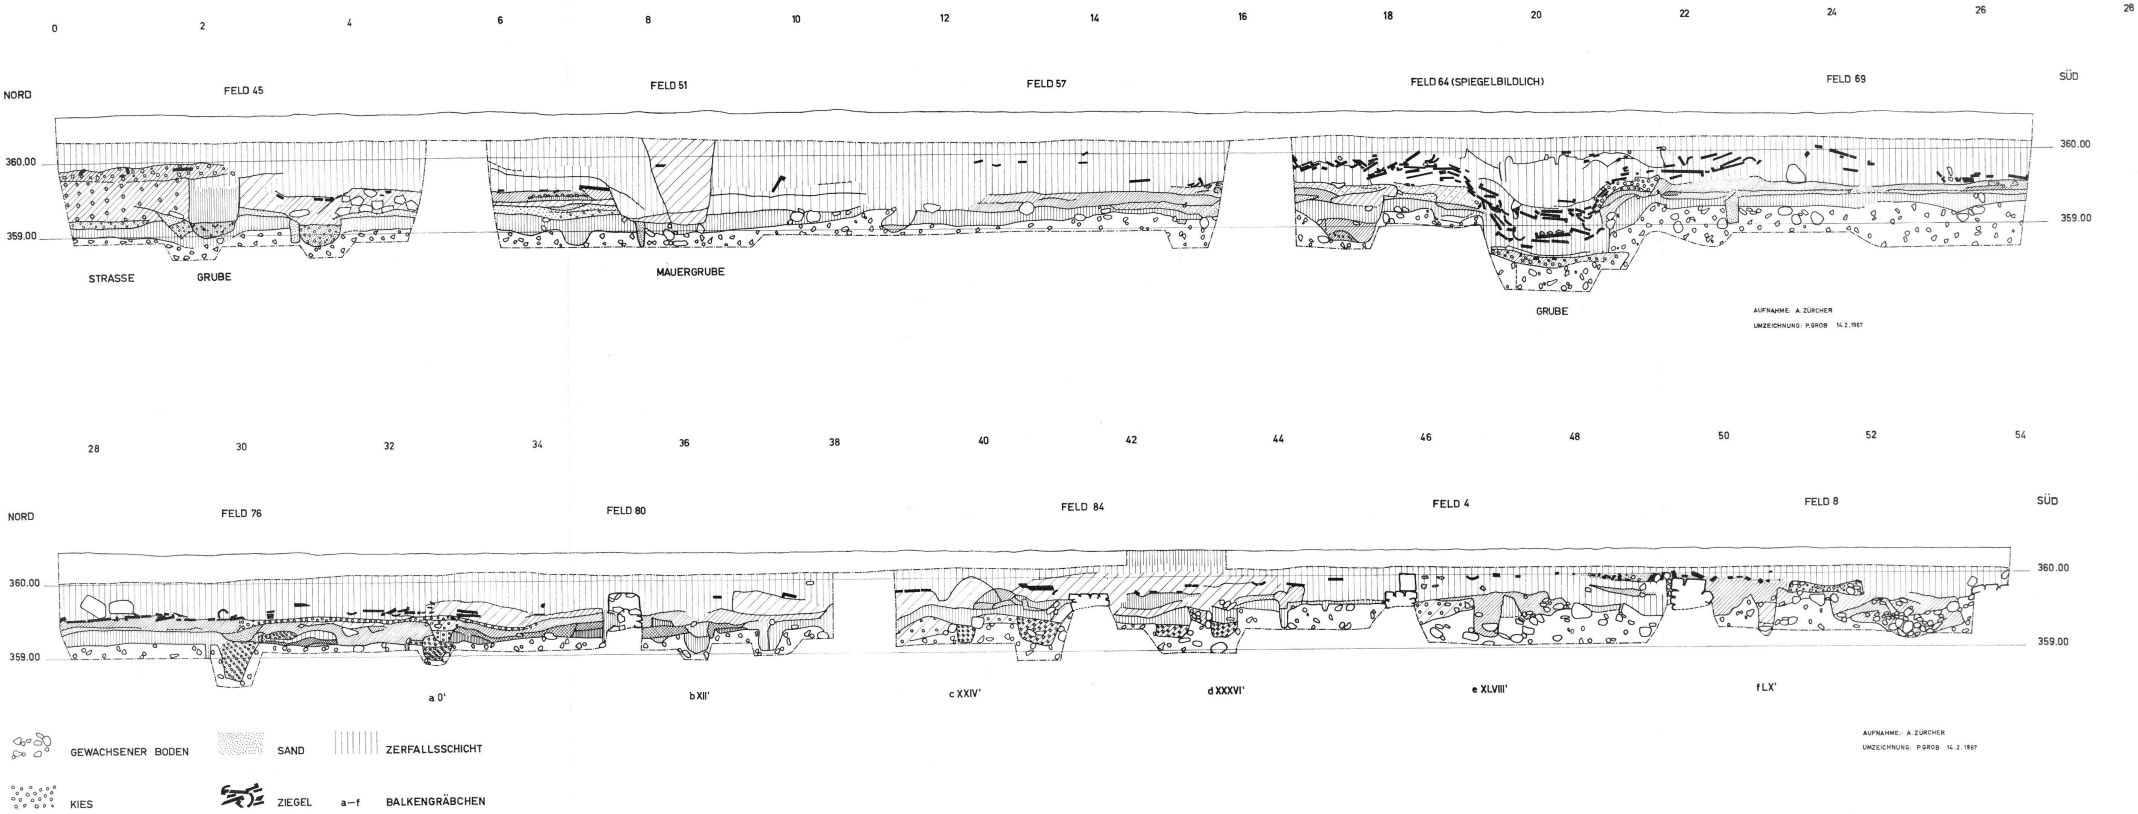 0 2 4 6 8 10 12 14 16 18 20 22 24 26 28
NORD FELD 45 FELD 51 FELD 57 FELD 64 (SPIEGELBILDLICH) FELD 69 SÜD
360.00 360.00
359.00 359.00
STRASSE GRUBE MAUERGRUBE GRUBE
AUFNAHME: A. ZÜRCHER
UMZEICHNUNG: P.GROB 14.2.1967
28 30 32 34 36 38 40 42 44 46 48 50 52 54
NORD FELD 76 FELD 80 FELD 84 FELD 4 FELD 8 SÜD
360.00 360.00
359.00 359.00
a 0' b XII' c XXIV' d XXXVI' e XLVIII' f LX'
AUFNAHME: A. ZÜRCHER
UMZEICHNUNG: P.GROB 14.2.1967
GEWACHSENER BODEN SAND ZERFALLSSCHICHT
KIES ZIEGEL a–f BALKENGRÄBCHEN